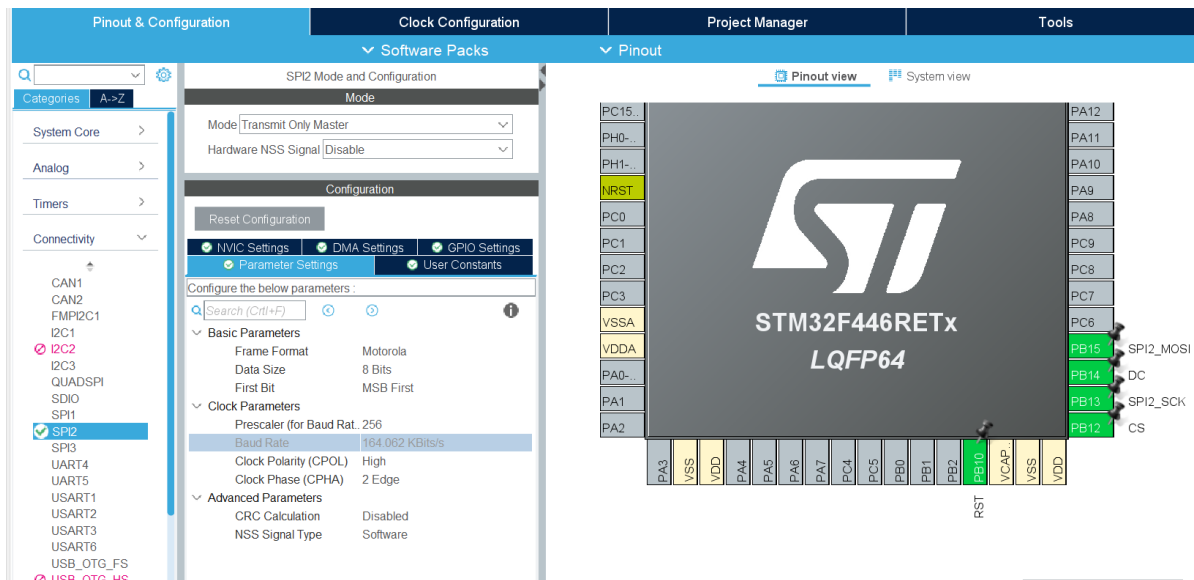 Pinout & Configuration Clock Configuration Project Manager Tools
Software Packs Pinout
SPI2 Mode and Configuration
Pinout view System view
Categories A->Z
Mode
System Core
Mode Transmit Only Master
Hardware NSS Signal Disable
Analog
Configuration
Timers
Reset Configuration
Connectivity
NVIC Settings DMA Settings GPIO Settings
Parameter Settings User Constants
Configure the below parameters :
Search (Crtl+F)
CAN1
CAN2
FMPI2C1
I2C1
I2C2
I2C3
QUADSPI
SDIO
SPI1
SPI2
SPI3
UART4
UART5
USART1
USART2
USART3
USART6
USB_OTG_FS
USB_OTG_HS
Basic Parameters
Frame Format Motorola
Data Size 8 Bits
First Bit MSB First
Clock Parameters
Prescaler (for Baud Rat.. 256
Baud Rate 164.062 KBits/s
Clock Polarity (CPOL) High
Clock Phase (CPHA) 2 Edge
Advanced Parameters
CRC Calculation Disabled
NSS Signal Type Software
PC15..
PH0-..
PH1-..
NRST
PC0
PC1
PC2
PC3
VSSA
VDDA
PA0-..
PA1
PA2
ST
STM32F446RETx
LQFP64
PA12
PA11
PA10
PA9
PA8
PC9
PC8
PC7
PC6
PB15 SPI2_MOSI
PB14 DC
PB13 SPI2_SCK
PB12 CS
PA3
VSS
VDD
PA4
PA5
PA6
PA7
PC4
PC5
PB0
PB1
PB2
PB10
VCAP..
VSS
VDD
RST